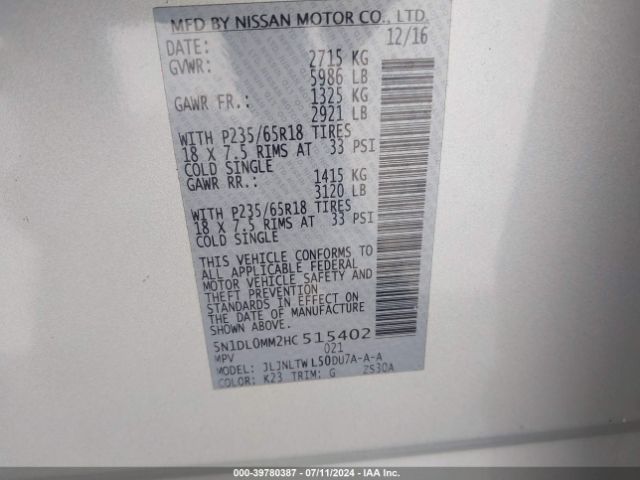 MFD BY NISSAN MOTOR CO., LTD.
DATE: 12/16
GVWR: 2715 KG
5986 LB
GAWR FR.: 1325 KG
2921 LB
WITH P235/65R18 TIRES
18 X 7.5 RIMS AT 33 PSI
COLD SINGLE
GAWR RR.: 1415 KG
3120 LB
WITH P235/65R18 TIRES
18 X 7.5 RIMS AT 33 PSI
COLD SINGLE
THIS VEHICLE CONFORMS TO
ALL APPLICABLE FEDERAL
MOTOR VEHICLE SAFETY AND
THEFT PREVENTION
STANDARDS IN EFFECT ON
THE DATE OF MANUFACTURE
SHOWN ABOVE.
5N1DL0MM2HC515402
MPV 021
MODEL: JLJNLTWL50DU7A-A-A
COLOR: K23 TRIM: G ZS30A
000-39780387 - 07/11/2024 - IAA Inc.